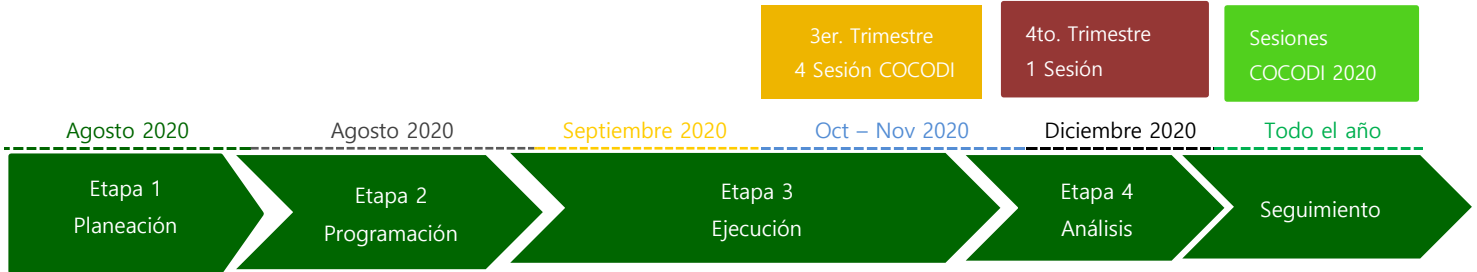 3er. Trimestre
4 Sesión COCODI
4to. Trimestre
1 Sesión
Sesiones
COCODI 2020
Agosto 2020
Agosto 2020
Septiembre 2020
Oct – Nov 2020
Diciembre 2020
Todo el año
Etapa 1
Planeación
Etapa 2
Programación
Etapa 3
Ejecución
Etapa 4
Análisis
Seguimiento